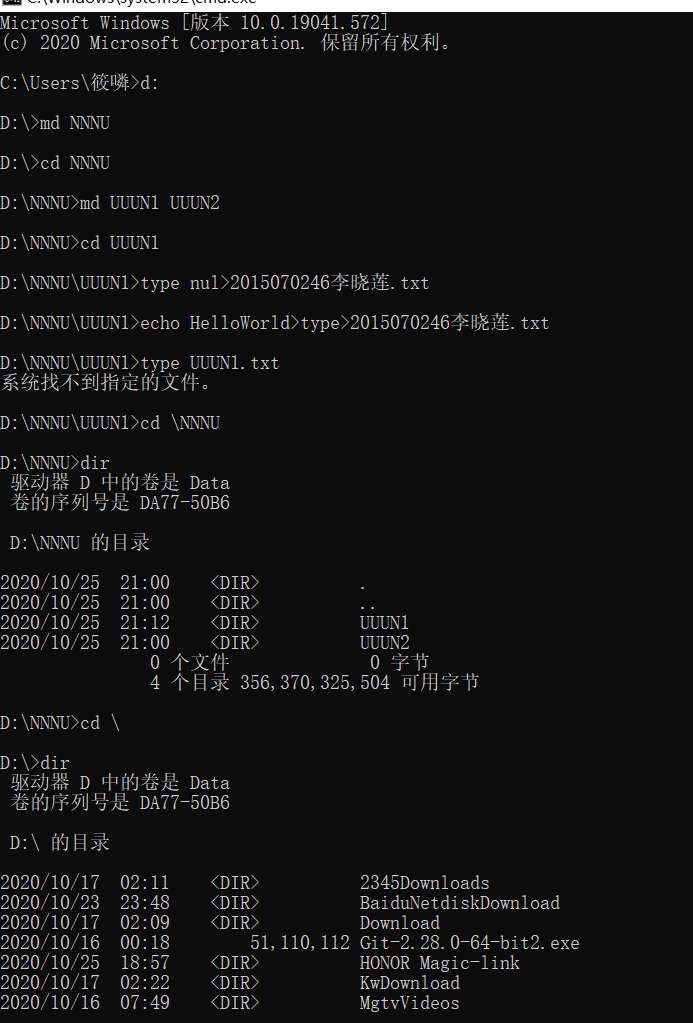 C:\Windows\system32\cmd.exe
Microsoft Windows [版本 10.0.19041.572]
(c) 2020 Microsoft Corporation. 保留所有权利。
C:\Users\筱嶙>d:
D:\>md NNNU
D:\>cd NNNU
D:\NNNU>md UUUN1 UUUN2
D:\NNNU>cd UUUN1
D:\NNNU\UUUN1>type nul>2015070246李晓莲.txt
D:\NNNU\UUUN1>echo HelloWorld>type>2015070246李晓莲.txt
D:\NNNU\UUUN1>type UUUN1.txt
系统找不到指定的文件。
D:\NNNU\UUUN1>cd \NNNU
D:\NNNU>dir
驱动器 D 中的卷是 Data
卷的序列号是 DA77-50B6
D:\NNNU 的目录
2020/10/25 21:00 <DIR> .
2020/10/25 21:00 <DIR> ..
2020/10/25 21:12 <DIR> UUUN1
2020/10/25 21:00 <DIR> UUUN2
0 个文件 0 字节
4 个目录 356,370,325,504 可用字节
D:\NNNU>cd \
D:\>dir
驱动器 D 中的卷是 Data
卷的序列号是 DA77-50B6
D:\ 的目录
2020/10/17 02:11 <DIR> 2345Downloads
2020/10/23 23:48 <DIR> BaiduNetdiskDownload
2020/10/17 02:09 <DIR> Download
2020/10/16 00:18 51,110,112 Git-2.28.0-64-bit2.exe
2020/10/25 18:57 <DIR> HONOR Magic-link
2020/10/17 02:22 <DIR> KwDownload
2020/10/16 07:49 <DIR> MgtvVideos